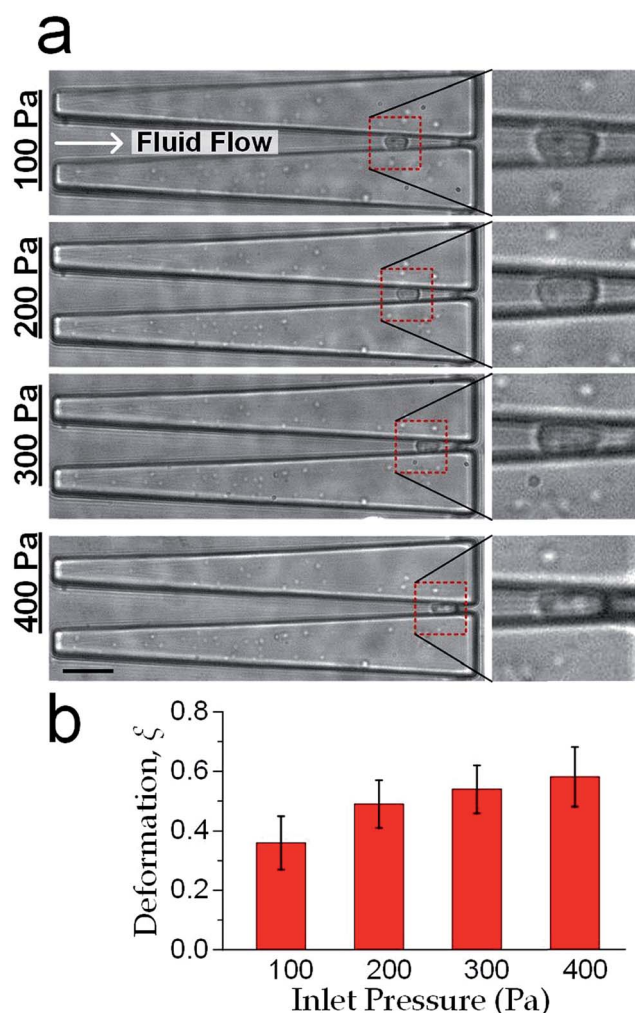 a
100 Pa
Fluid Flow
200 Pa
300 Pa
400 Pa
b
Deformation, ξ
0.8
0.6
0.4
0.2
0.0
100 200 300 400
Inlet Pressure (Pa)